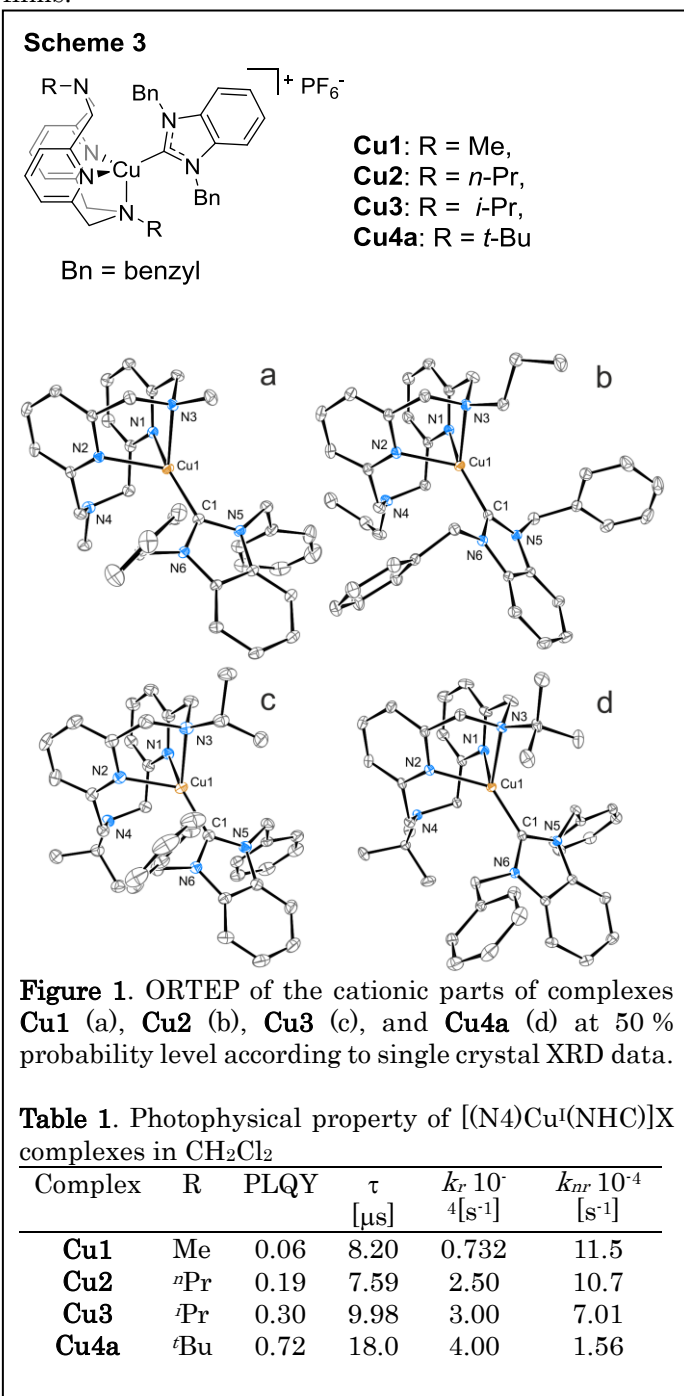 Scheme 3
R–N
Bn
+ PF6-
N
Cu
N
N
N
N
R
Bn
Bn = benzyl
Cu1: R = Me,
Cu2: R = n-Pr,
Cu3: R = i-Pr,
Cu4a: R = t-Bu
a
N3
N1
N2
Cu1
N4
C1
N5
N6
b
N3
N1
N2
Cu1
N4
C1
N5
N6
c
N3
N1
N2
Cu1
N4
C1
N5
N6
d
N3
N1
N2
Cu1
N4
C1
N5
N6
Figure 1. ORTEP of the cationic parts of complexes
Cu1 (a), Cu2 (b), Cu3 (c), and Cu4a (d) at 50 %
probability level according to single crystal XRD data.
Table 1. Photophysical property of [(N4)CuI(NHC)]X
complexes in CH2Cl2
Complex R PLQY τ kr 10- knr 10-4
[μs] 4[s-1] [s-1]
Cu1 Me 0.06 8.20 0.732 11.5
Cu2 nPr 0.19 7.59 2.50 10.7
Cu3 iPr 0.30 9.98 3.00 7.01
Cu4a tBu 0.72 18.0 4.00 1.56